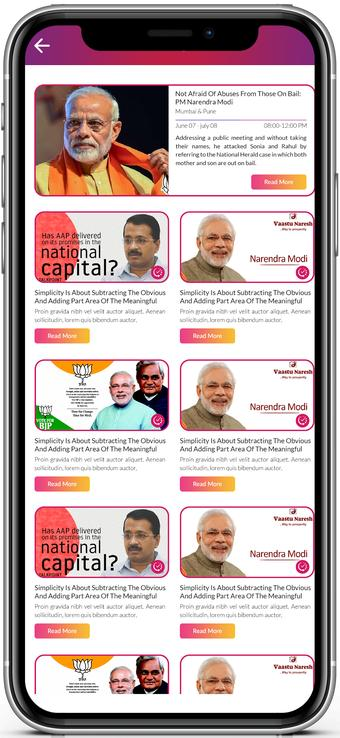 Not Afraid Of Abuses From Those On Bail:
PM Narendra Modi
Mumbai & Pune
June 07 - july 08 08:00-12:00 PM
Addressing a public meeting and without taking
their names, he attacked Sonia and Rahul by
referring to the National Herald case in which both
mother and son are out on bail.
Read More
Has AAP delivered
on its promises in the
national
capital?
TALKPOINT
Vaastu Naresh
Narendra Modi
Simplicity Is About Subtracting The Obvious
And Adding Part Area Of The Meaningful
Proin gravida nibh vel velit auctor aliquet. Aenean
sollicitudin, lorem quis bibendum auctor,
Read More
Simplicity Is About Subtracting The Obvious
And Adding Part Area Of The Meaningful
Proin gravida nibh vel velit auctor aliquet. Aenean
sollicitudin, lorem quis bibendum auctor,
Read More
VOTE FOR
BJP
Vaastu Naresh
Narendra Modi
Simplicity Is About Subtracting The Obvious
And Adding Part Area Of The Meaningful
Proin gravida nibh vel velit auctor aliquet. Aenean
sollicitudin, lorem quis bibendum auctor,
Read More
Simplicity Is About Subtracting The Obvious
And Adding Part Area Of The Meaningful
Proin gravida nibh vel velit auctor aliquet. Aenean
sollicitudin, lorem quis bibendum auctor,
Read More
Has AAP delivered
on its promises in the
national
capital?
TALKPOINT
Vaastu Naresh
Narendra Modi
Simplicity Is About Subtracting The Obvious
And Adding Part Area Of The Meaningful
Proin gravida nibh vel velit auctor aliquet. Aenean
sollicitudin, lorem quis bibendum auctor,
Read More
Simplicity Is About Subtracting The Obvious
And Adding Part Area Of The Meaningful
Proin gravida nibh vel velit auctor aliquet. Aenean
sollicitudin, lorem quis bibendum auctor,
Read More
Vaastu Naresh